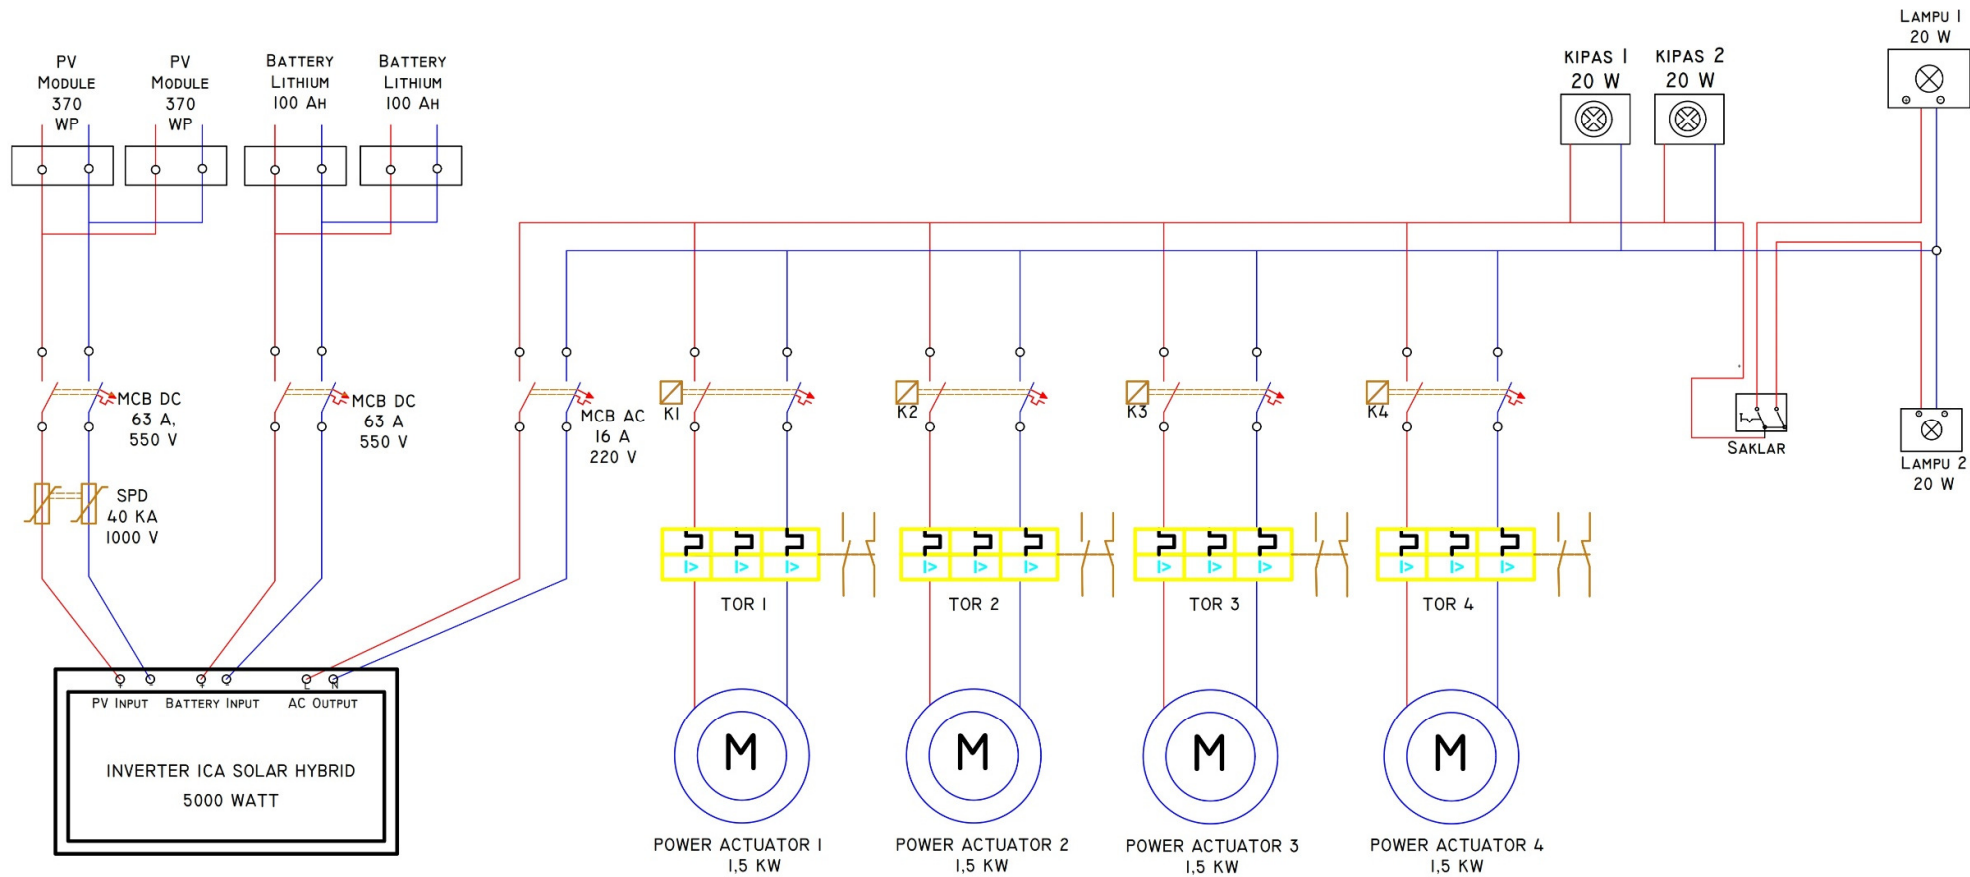 PV
MODULE
370
WP
PV
MODULE
370
WP
BATTERY
LITHIUM
100 AH
BATTERY
LITHIUM
100 AH
KIPAS 1
20 W
KIPAS 2
20 W
LAMPU 1
20 W
MCB DC
63 A,
550 V
MCB DC
63 A
550 V
MCB AC
16 A
220 V
K1
K2
K3
K4
SAKLAR
LAMPU 2
20 W
SPD
40 KA
1000 V
I>
I>
I>
I>
I>
I>
I>
I>
I>
I>
I>
I>
TOR 1
TOR 2
TOR 3
TOR 4
+ - + - L N
PV INPUT
BATTERY INPUT
AC OUTPUT
INVERTER ICA SOLAR HYBRID
5000 WATT
M
M
M
M
POWER ACTUATOR 1
1,5 KW
POWER ACTUATOR 2
1,5 KW
POWER ACTUATOR 3
1,5 KW
POWER ACTUATOR 4
1,5 KW